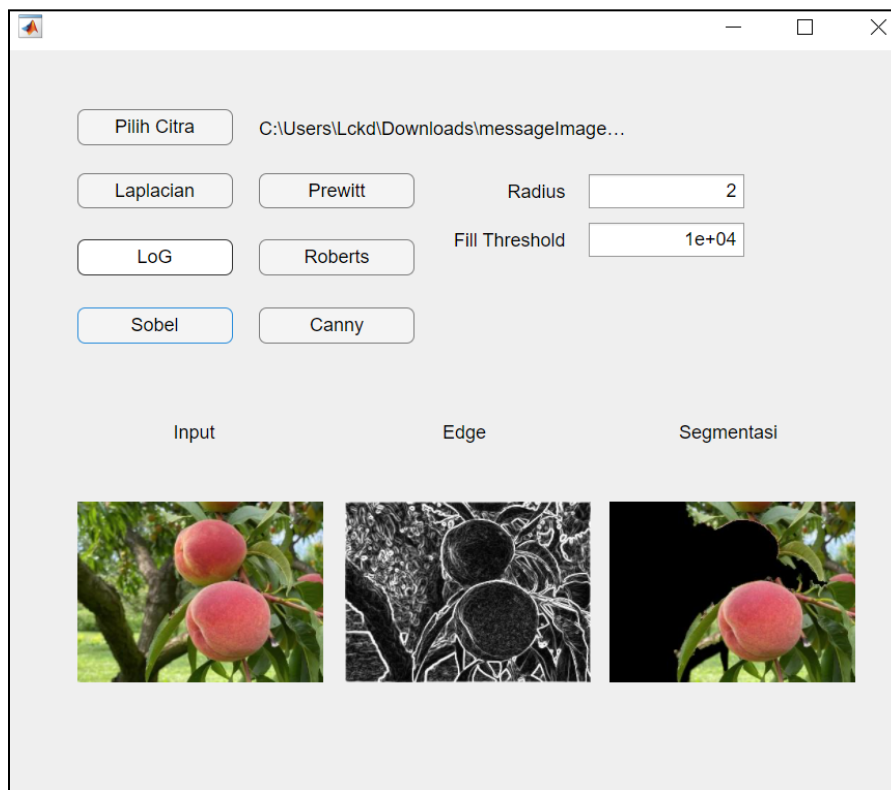 Pilih Citra
C:\Users\Lckd\Downloads\messageImage…
Laplacian
Prewitt
Radius
2
LoG
Roberts
Fill Threshold
1e+04
Sobel
Canny
Input
Edge
Segmentasi